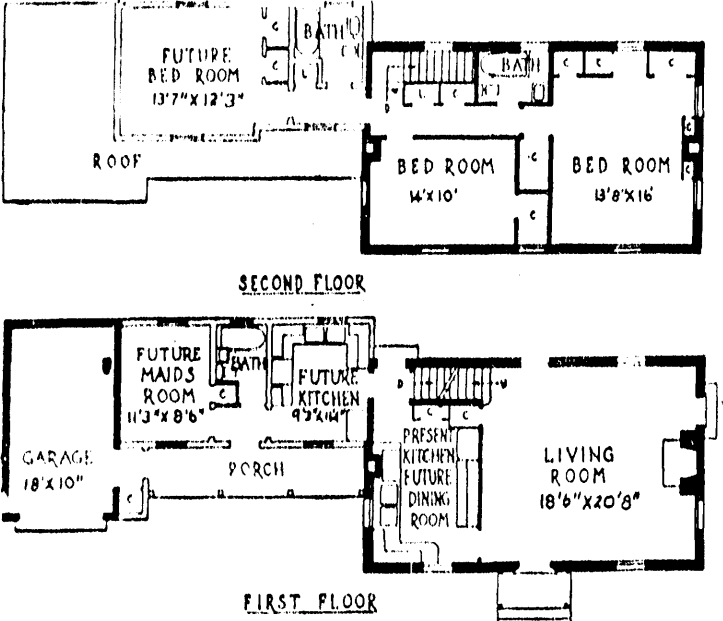 FUTURE
BED ROOM
13'7"X12'3"
BATH
C
C
L
ROOF
BATH
C
C
C
L
C
D
BED ROOM
14'X10'
C
C
BED ROOM
13'8"X16'
C
C
SECOND FLOOR
FUTURE
MAIDS
ROOM
11'3"X8'6"
BATH
C
FUTURE
KITCHEN
GARAGE
18'X10"
C
PORCH
D
C
C
PRESENT
KITCHEN
FUTURE
DINING
ROOM
LIVING
ROOM
18'6"X20'8"
FIRST FLOOR